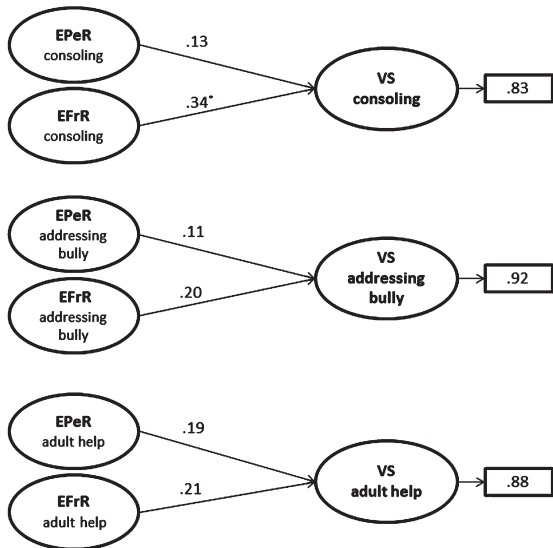 EPeR
consoling
.13
EFrR
consoling
.34*
VS
consoling
.83
EPeR
addressing
bully
.11
EFrR
addressing
bully
.20
VS
addressing
bully
.92
EPeR
adult help
.19
EFrR
adult help
.21
VS
adult help
.88